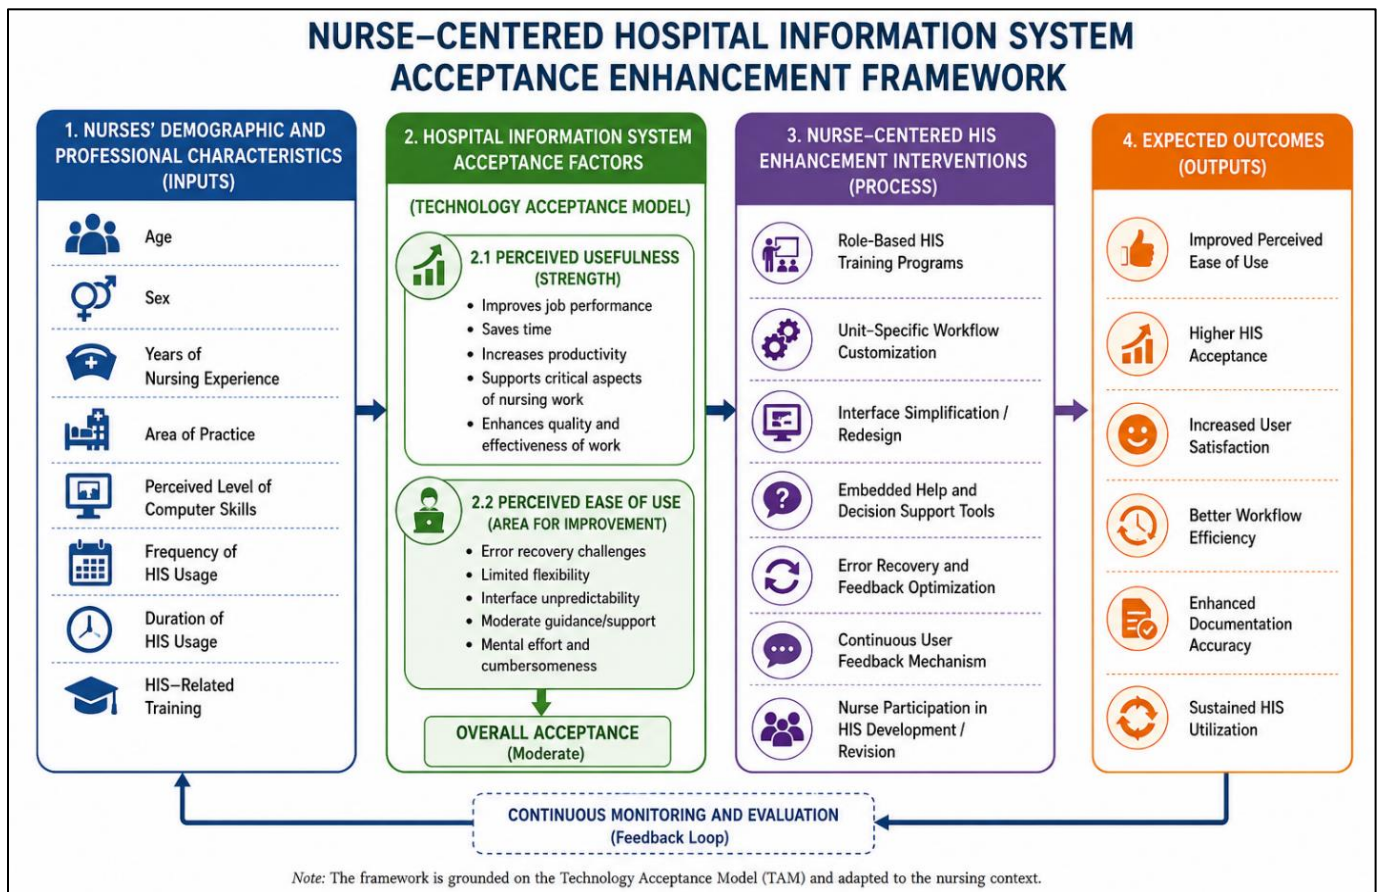 NURSE–CENTERED HOSPITAL INFORMATION SYSTEM
ACCEPTANCE ENHANCEMENT FRAMEWORK
1. NURSES’ DEMOGRAPHIC AND
PROFESSIONAL CHARACTERISTICS
(INPUTS)
Age
Sex
Years of
Nursing Experience
Area of Practice
Perceived Level of
Computer Skills
Frequency of
HIS Usage
Duration of
HIS Usage
HIS–Related
Training
2. HOSPITAL INFORMATION SYSTEM
ACCEPTANCE FACTORS
(TECHNOLOGY ACCEPTANCE MODEL)
2.1 PERCEIVED USEFULNESS
(STRENGTH)
• Improves job performance
• Saves time
• Increases productivity
• Supports critical aspects
of nursing work
• Enhances quality and
effectiveness of work
2.2 PERCEIVED EASE OF USE
(AREA FOR IMPROVEMENT)
• Error recovery challenges
• Limited flexibility
• Interface unpredictability
• Moderate guidance/support
• Mental effort and
cumbersomeness
OVERALL ACCEPTANCE
(Moderate)
3. NURSE–CENTERED HIS
ENHANCEMENT INTERVENTIONS
(PROCESS)
Role-Based HIS
Training Programs
Unit–Specific Workflow
Customization
Interface Simplification /
Redesign
Embedded Help and
Decision Support Tools
Error Recovery and
Feedback Optimization
Continuous User
Feedback Mechanism
Nurse Participation in
HIS Development /
Revision
4. EXPECTED OUTCOMES
(OUTPUTS)
Improved Perceived
Ease of Use
Higher HIS
Acceptance
Increased User
Satisfaction
Better Workflow
Efficiency
Enhanced
Documentation
Accuracy
Sustained HIS
Utilization
CONTINUOUS MONITORING AND EVALUATION
(Feedback Loop)
Note: The framework is grounded on the Technology Acceptance Model (TAM) and adapted to the nursing context.